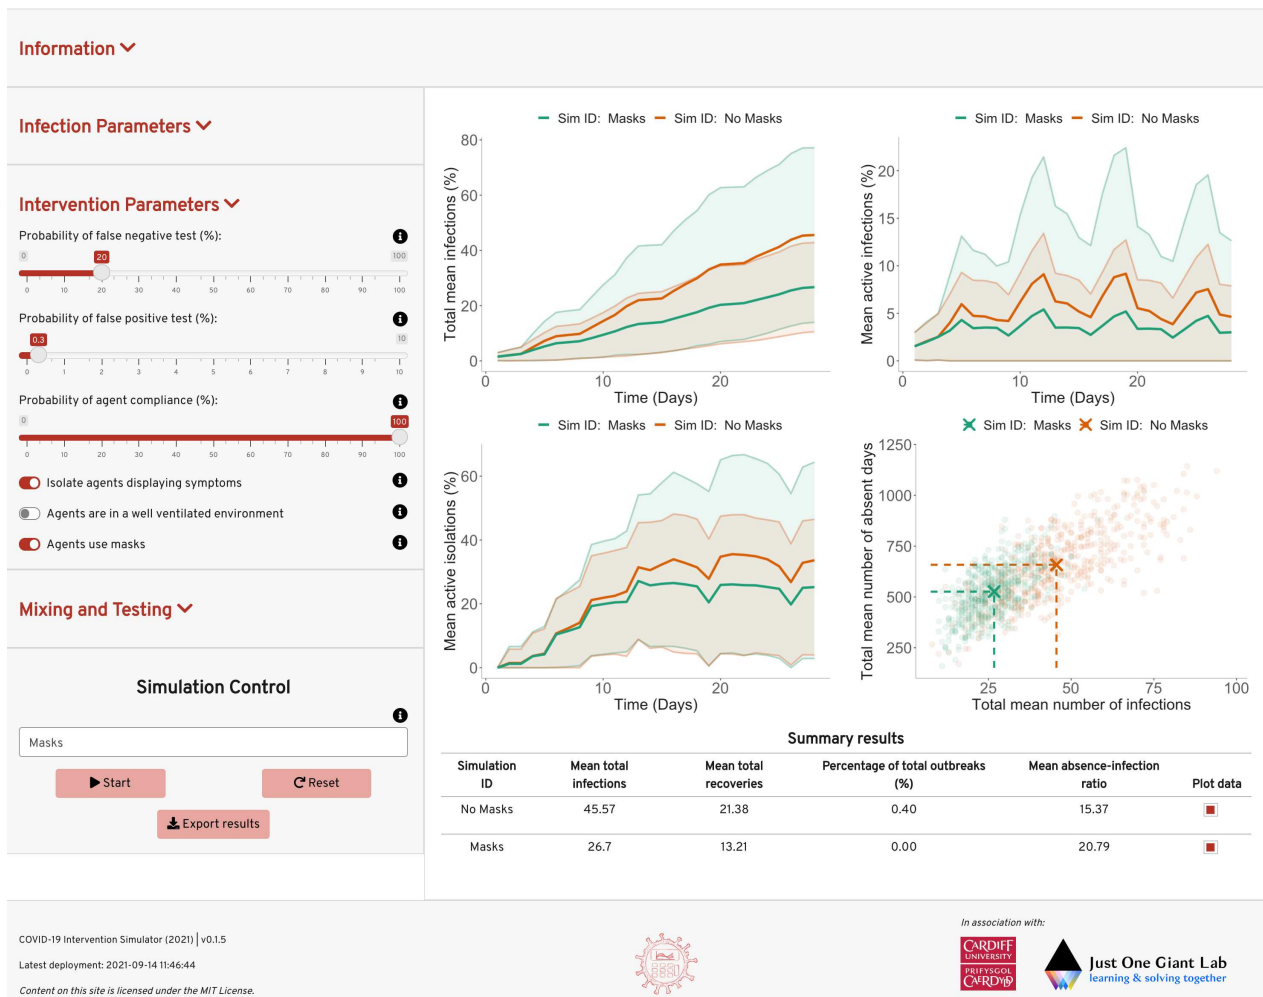 Information
Infection Parameters
Intervention Parameters
Probability of false negative test (%):
0 20 100
0 10 20 30 40 50 60 70 80 90 100
Probability of false positive test (%):
0.3 10
0 1 2 3 4 5 6 7 8 9 10
Probability of agent compliance (%):
0 100
0 10 20 30 40 50 60 70 80 90 100
Isolate agents displaying symptoms
Agents are in a well ventilated environment
Agents use masks
Mixing and Testing
Simulation Control
Masks
Start
Reset
Export results
Sim ID: Masks Sim ID: No Masks
Total mean infections (%)
80
60
40
20
0
0 10 20
Time (Days)
Sim ID: Masks Sim ID: No Masks
Mean active infections (%)
20
15
10
5
0
0 10 20
Time (Days)
Sim ID: Masks Sim ID: No Masks
Mean active isolations (%)
60
40
20
0
0 10 20
Time (Days)
Sim ID: Masks Sim ID: No Masks
Total mean number of absent days
1250
1000
750
500
250
25 50 75 100
Total mean number of infections
Summary results
Simulation ID Mean total infections Mean total recoveries Percentage of total outbreaks (%) Mean absence-infection ratio Plot data
No Masks 45.57 21.38 0.40 15.37
Masks 26.7 13.21 0.00 20.79
COVID-19 Intervention Simulator (2021) | v0.1.5
Latest deployment: 2021-09-14 11:46:44
Content on this site is licensed under the MIT License.
In association with:
CARDIFF
UNIVERSITY
PRIFYSGOL
CAERDYDD
Just One Giant Lab
learning & solving together